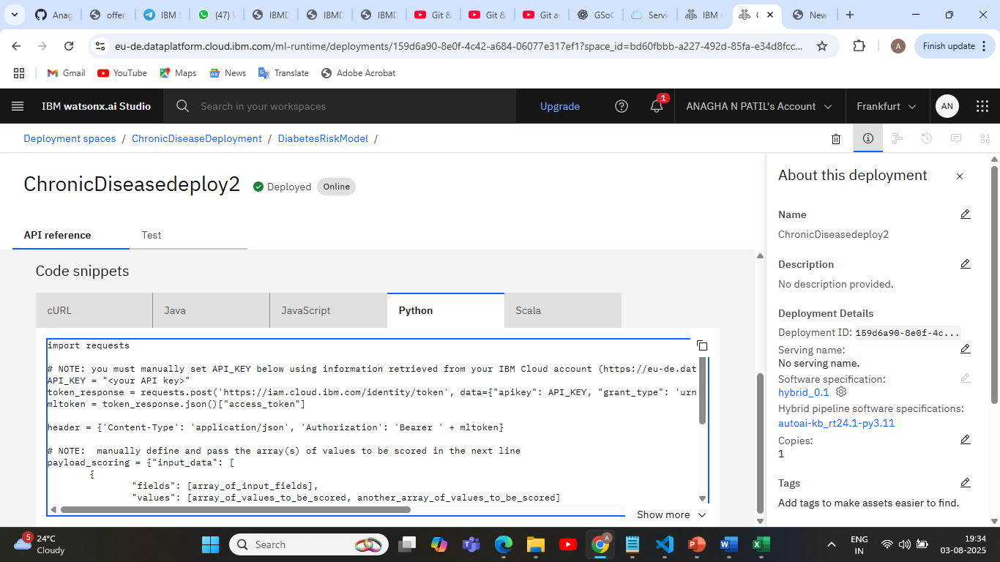 Anag
offer_
IBM S
(47) V
IBMD
IBMD
IBMD
Git &
Git &
Git ar
GSoC
Servi
IBM
New
eu-de.dataplatform.cloud.ibm.com/ml-runtime/deployments/159d6a90-8e0f-4c42-a684-06077e317ef1?space_id=bd60fbbb-a227-492d-85fa-e34d8fcc...
A
Finish update
Gmail
YouTube
Maps
News
Translate
Adobe Acrobat
IBM watsonx.ai Studio
Search in your workspaces
Upgrade
1
ANAGHA N PATIL's Account
Frankfurt
AN
Deployment spaces / ChronicDiseaseDeployment / DiabetesRiskModel /
ChronicDiseasedeploy2
Deployed
Online
API reference
Test
Code snippets
cURL
Java
JavaScript
Python
Scala
import requests
# NOTE: you must manually set API_KEY below using information retrieved from your IBM Cloud account (https://eu-de.dat
API_KEY = "<your API key>"
token_response = requests.post('https://iam.cloud.ibm.com/identity/token', data={"apikey": API_KEY, "grant_type": 'urn
mltoken = token_response.json()["access_token"]
header = {'Content-Type': 'application/json', 'Authorization': 'Bearer ' + mltoken}
# NOTE:  manually define and pass the array(s) of values to be scored in the next line
payload_scoring = {"input_data": [
{
"fields": [array_of_input_fields],
"values": [array_of_values_to_be_scored, another_array_of_values_to_be_scored]
Show more
About this deployment
Name
ChronicDiseasedeploy2
Description
No description provided.
Deployment Details
Deployment ID: 159d6a90-8e0f-4c...
Serving name:
No serving name.
Software specification:
hybrid_0.1
Hybrid pipeline software specifications:
autoai-kb_rt24.1-py3.11
Copies:
1
Tags
Add tags to make assets easier to find.
5
24°C
Cloudy
Search
A
ENG
IN
19:34
03-08-2025